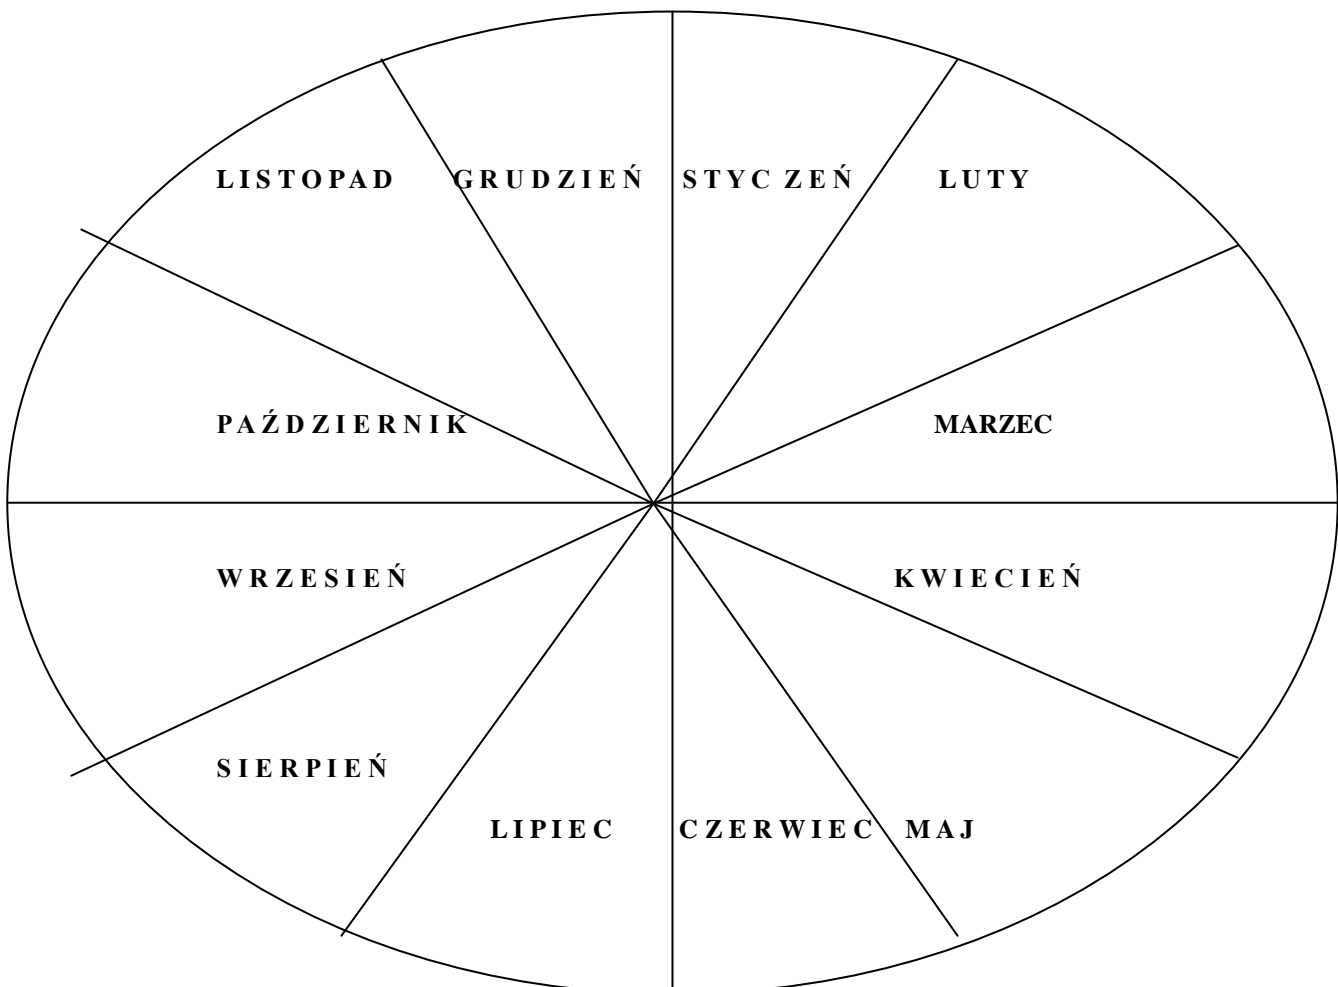 LISTOPAD GRUDZIEŃ STYCZEŃ LUTY
PAŹDZIERNIK MARZEC
WRZESIEŃ KWIECIEŃ
SIERPIEŃ
LIPIEC CZERWIEC MAJ